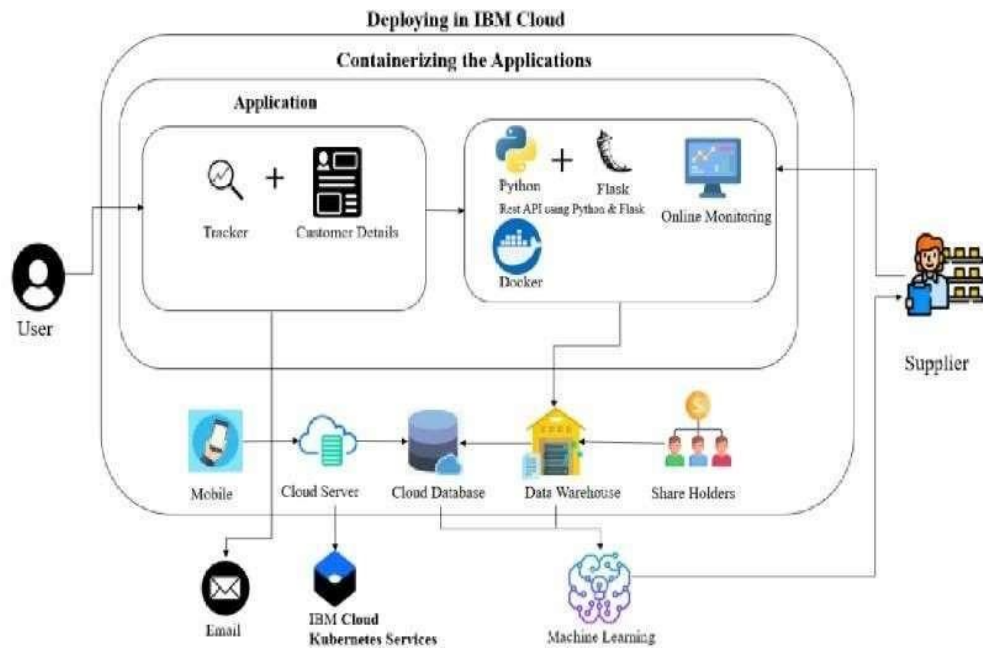 Deploying in IBM Cloud
Containerizing the Applications
Application
Python
Flask
Rest API using Python & Flask
Online Monitoring
Tracker
Customer Details
Docker
User
Supplier
Mobile
Cloud Server
Cloud Database
Data Warehouse
Share Holders
Email
IBM Cloud
Kubernetes Services
Machine Learning